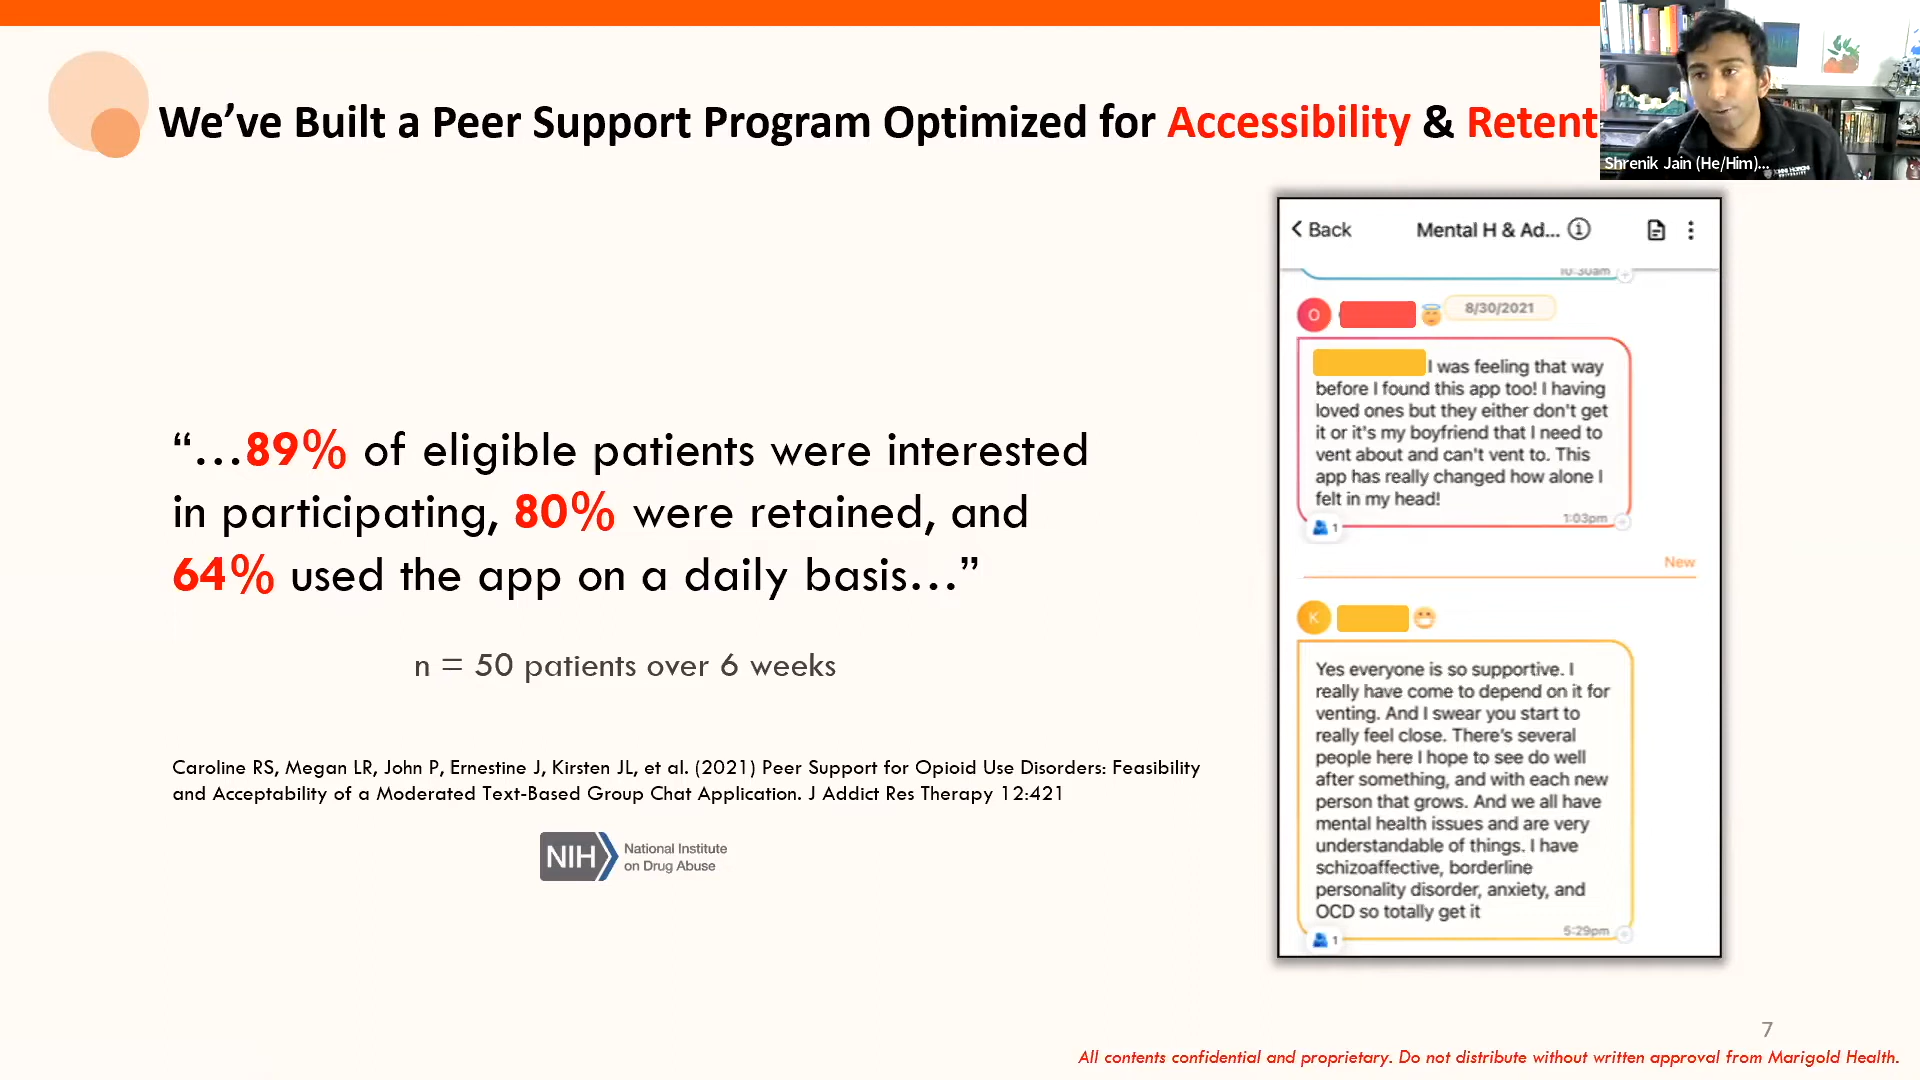 We’ve Built a Peer Support Program Optimized for Accessibility & Retent
Shrenik Jain (He/Him)...
“…89% of eligible patients were interested
in participating, 80% were retained, and
64% used the app on a daily basis…”
n = 50 patients over 6 weeks
Caroline RS, Megan LR, John P, Ernestine J, Kirsten JL, et al. (2021) Peer Support for Opioid Use Disorders: Feasibility
and Acceptability of a Moderated Text-Based Group Chat Application. J Addict Res Therapy 12:421
NIH National Institute
on Drug Abuse
Back Mental H & Ad...
10:30am
8/30/2021
O
I was feeling that way
before I found this app too! I having
loved ones but they either don't get
it or it's my boyfriend that I need to
vent about and can't vent to. This
app has really changed how alone I
felt in my head!
1:03pm
1
New
K
Yes everyone is so supportive. I
really have come to depend on it for
venting. And I swear you start to
really feel close. There's several
people here I hope to see do well
after something, and with each new
person that grows. And we all have
mental health issues and are very
understandable of things. I have
schizoaffective, borderline
personality disorder, anxiety, and
OCD so totally get it
5:29pm
1
7
All contents confidential and proprietary. Do not distribute without written approval from Marigold Health.